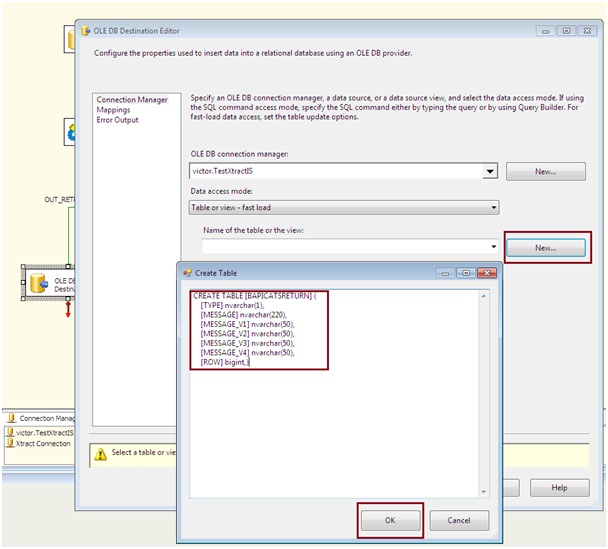 OLE DB Destination Editor
Configure the properties used to insert data into a relational database using an OLE DB provider.
Connection Manager
Mappings
Error Output
Specify an OLE DB connection manager, a data source, or a data source view, and select the data access mode. If using
the SQL command access mode, specify the SQL command either by typing the query or by using Query Builder. For
fast-load data access, set the table update options.
OLE DB connection manager:
victor.TestXtractIS
New...
Data access mode:
Table or view - fast load
Name of the table or the view:
New...
OUT_RET
OLE DB
Destina
Create Table
CREATE TABLE [BAPICATSRETURN] (
[TYPE] nvarchar(1),
[MESSAGE] nvarchar(220),
[MESSAGE_V1] nvarchar(50),
[MESSAGE_V2] nvarchar(50),
[MESSAGE_V3] nvarchar(50),
[MESSAGE_V4] nvarchar(50),
[ROW] bigint,)
Connection Manag
victor.TestXtractIS
Xtract Connection
Select a table or vie
Help
OK
Cancel